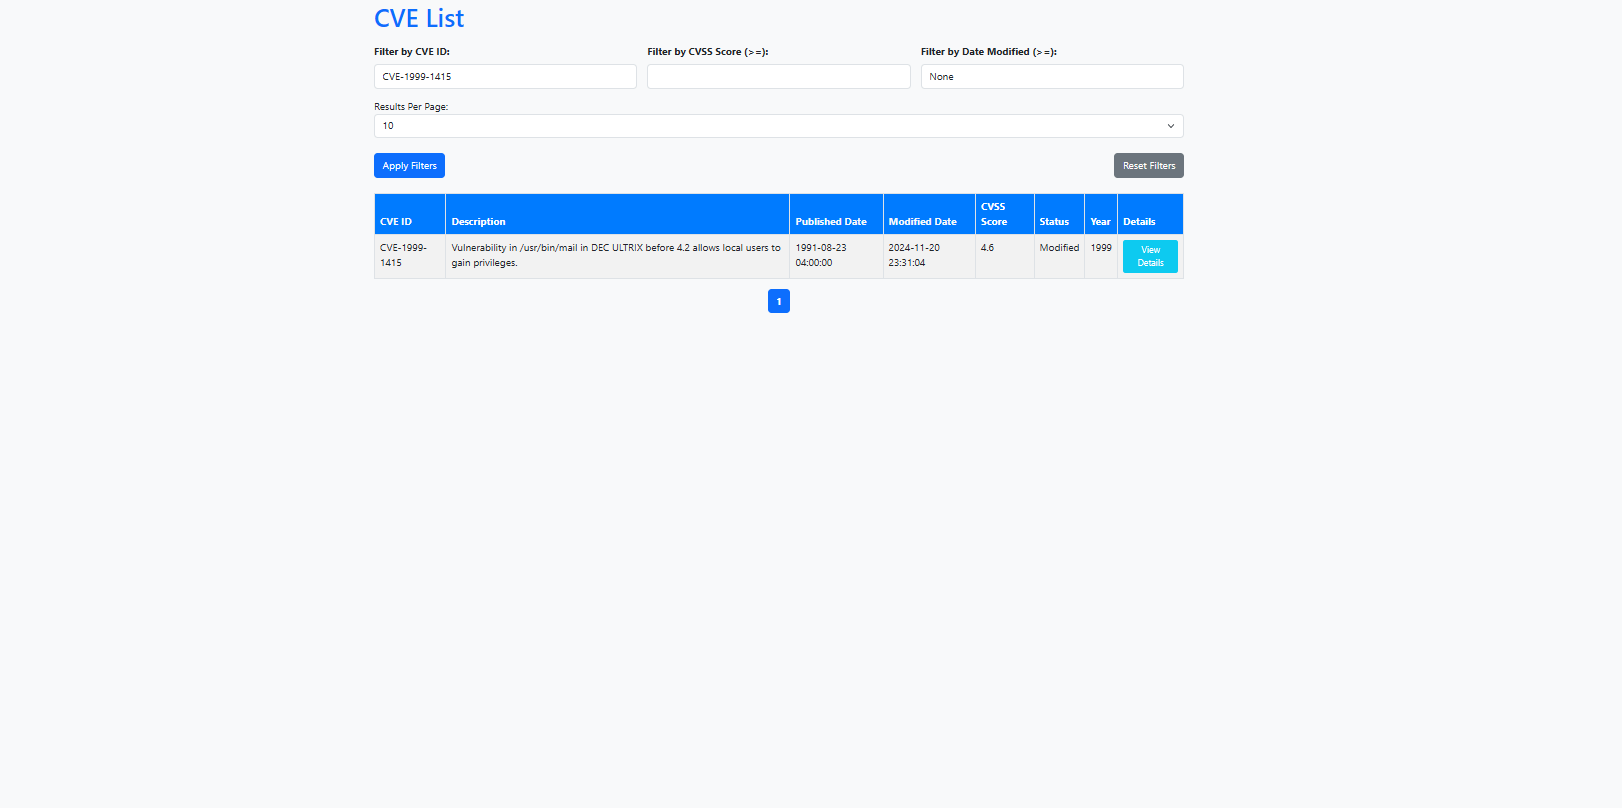 CVE List
Filter by CVE ID:
Filter by CVSS Score (>=):
Filter by Date Modified (>=):
CVE-1999-1415
None
Results Per Page:
10
Apply Filters
Reset Filters
CVE ID
Description
Published Date
Modified Date
CVSS
Score
Status
Year
Details
CVE-1999-
1415
Vulnerability in /usr/bin/mail in DEC ULTRIX before 4.2 allows local users to
gain privileges.
1991-08-23
04:00:00
2024-11-20
23:31:04
4.6
Modified
1999
View
Details
1